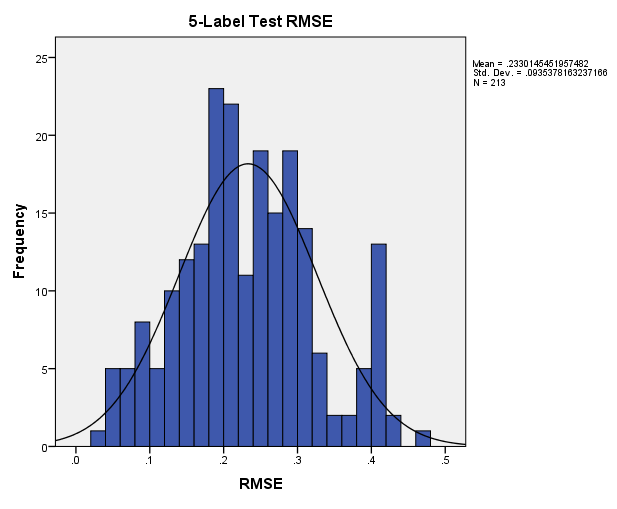 5-Label Test RMSE
Mean = .2330145451957482
Std. Dev. = .0935378163237166
N = 213
25
20
15
10
5
0
Frequency
.0 .1 .2 .3 .4 .5
RMSE